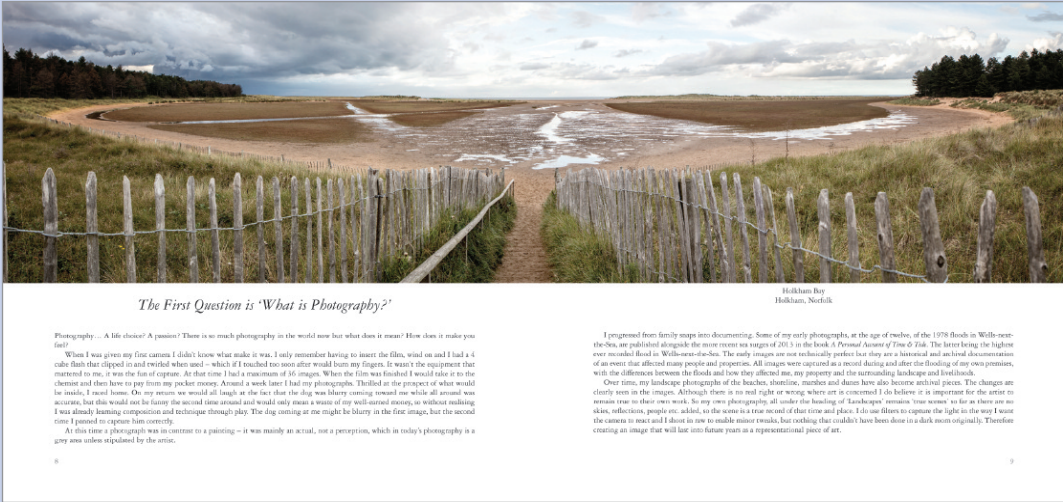 Holkham Bay
Holkham, Norfolk
The First Question is ‘What is Photography?’
Photography… A life choice? A passion? There is so much photography in the world now but what does it mean? How does it make you
feel?
When I was given my first camera I didn't know what make it was. I only remember having to insert the film, wind on and I had a 4
cube flash that clipped in and twirled when used – which if I touched too soon after would burn my fingers. It wasn't the equipment that
mattered to me, it was the fun of capture. At that time I had a maximum of 36 images. When the film was finished I would take it to the
chemist and then have to pay from my pocket money. Around a week later I had my photographs. Thrilled at the prospect of what would
be inside, I raced home. On my return we would all laugh at the fact that the dog was blurry coming toward me while all around was
accurate, but this would not be funny the second time around and would only mean a waste of my well-earned money, so without realising
I was already learning composition and technique through play. The dog coming at me might be blurry in the first image, but the second
time I panned to capture him correctly.
At this time a photograph was in contrast to a painting – it was mainly an actual, not a perception, which in today's photography is a
grey area unless stipulated by the artist.
8
I progressed from family snaps into documenting. Some of my early photographs, at the age of twelve, of the 1978 floods in Wells-next-
the-Sea, are published alongside the more recent sea surges of 2013 in the book A Personal Account of Time & Tide. The latter being the highest
ever recorded flood in Wells-next-the-Sea. The early images are not technically perfect but they are a historical and archival documentation
of an event that affected many people and properties. All images were captured as a record during and after the flooding of my own premises,
with the differences between the floods and how they affected me, my property and the surrounding landscape and livelihoods.
Over time, my landscape photographs of the beaches, shoreline, marshes and dunes have also become archival pieces. The changes are
clearly seen in the images. Although there is no real right or wrong where art is concerned I do believe it is important for the artist to
remain true to their own work. So my own photography, all under the heading of 'Landscapes' remains 'true scenes' so far as there are no
skies, reflections, people etc. added, so the scene is a true record of that time and place. I do use filters to capture the light in the way I want
the camera to react and I shoot in raw to enable minor tweaks, but nothing that couldn't have been done in a dark room originally. Therefore
creating an image that will last into future years as a representational piece of art.
9